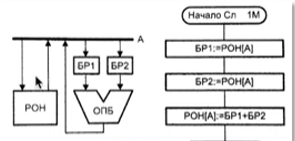 А
БР1
БР2
РОН
ОПБ
Начало Сл 1М
БР1:=РОН[А]
БР2:=РОН[А]
РОН[А]:=БР1+БР2